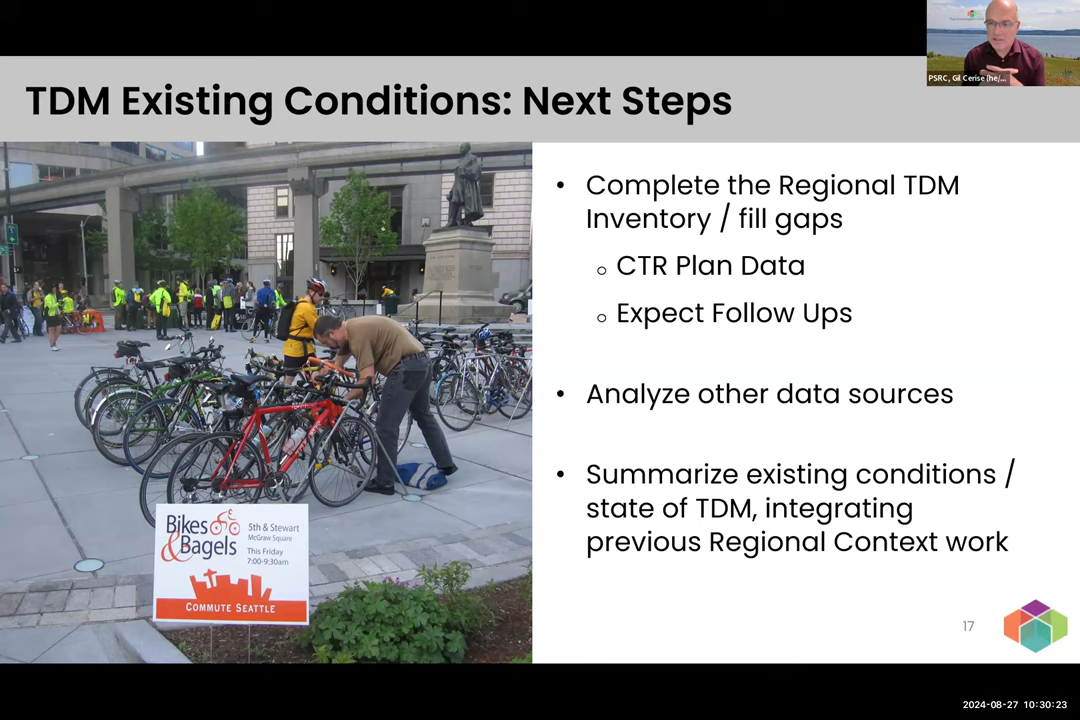 PSRC, Gil Cerise (he/...
TDM Existing Conditions: Next Steps
• Complete the Regional TDM
Inventory / fill gaps
o CTR Plan Data
o Expect Follow Ups
• Analyze other data sources
• Summarize existing conditions /
state of TDM, integrating
previous Regional Context work
Bikes
& Bagels
5th & Stewart
McGraw Square
This Friday
7:00-9:30am
COMMUTE SEATTLE
17
2024-08-27 10:30:23